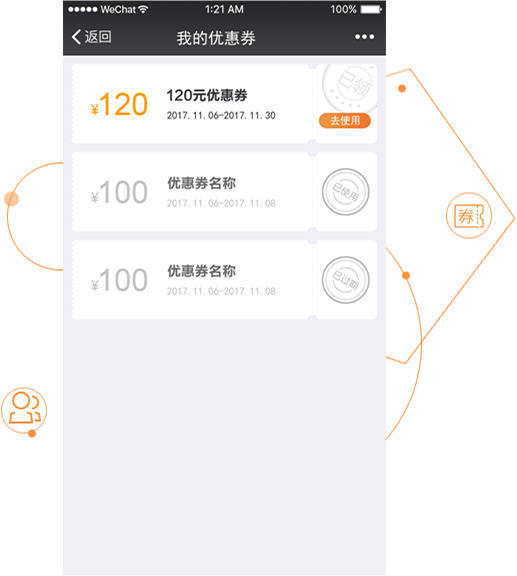 WeChat 1:21 AM 100%
返回 我的优惠券
¥120 120元优惠券
2017. 11. 06-2017. 11. 30
已领
去使用
¥100 优惠券名称
2017. 11. 06-2017. 11. 08
已使用
¥100 优惠券名称
2017. 11. 06-2017. 11. 08
已过期
券